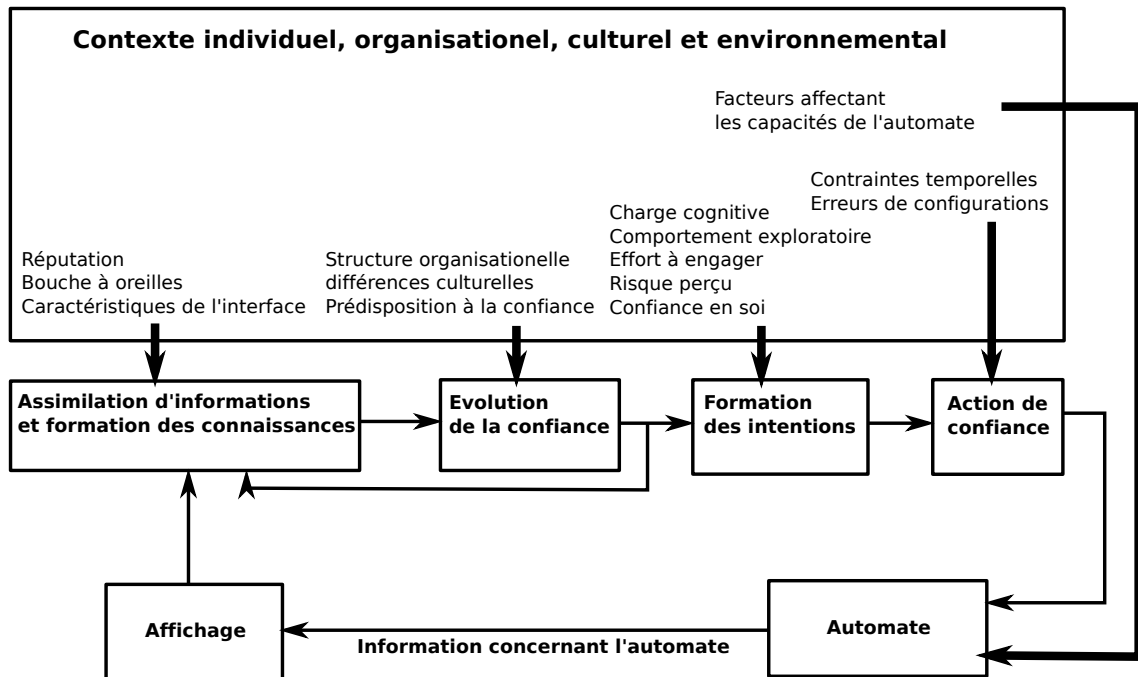 Contexte individuel, organisationel, culturel et environnemental
Facteurs affectant
les capacités de l'automate
Contraintes temporelles
Erreurs de configurations
Charge cognitive
Comportement exploratoire
Effort à engager
Risque perçu
Confiance en soi
Structure organisationelle
différences culturelles
Prédisposition à la confiance
Réputation
Bouche à oreilles
Caractéristiques de l'interface
Assimilation d'informations
et formation des connaissances
Evolution
de la confiance
Formation
des intentions
Action de
confiance
Affichage
Information concernant l'automate
Automate